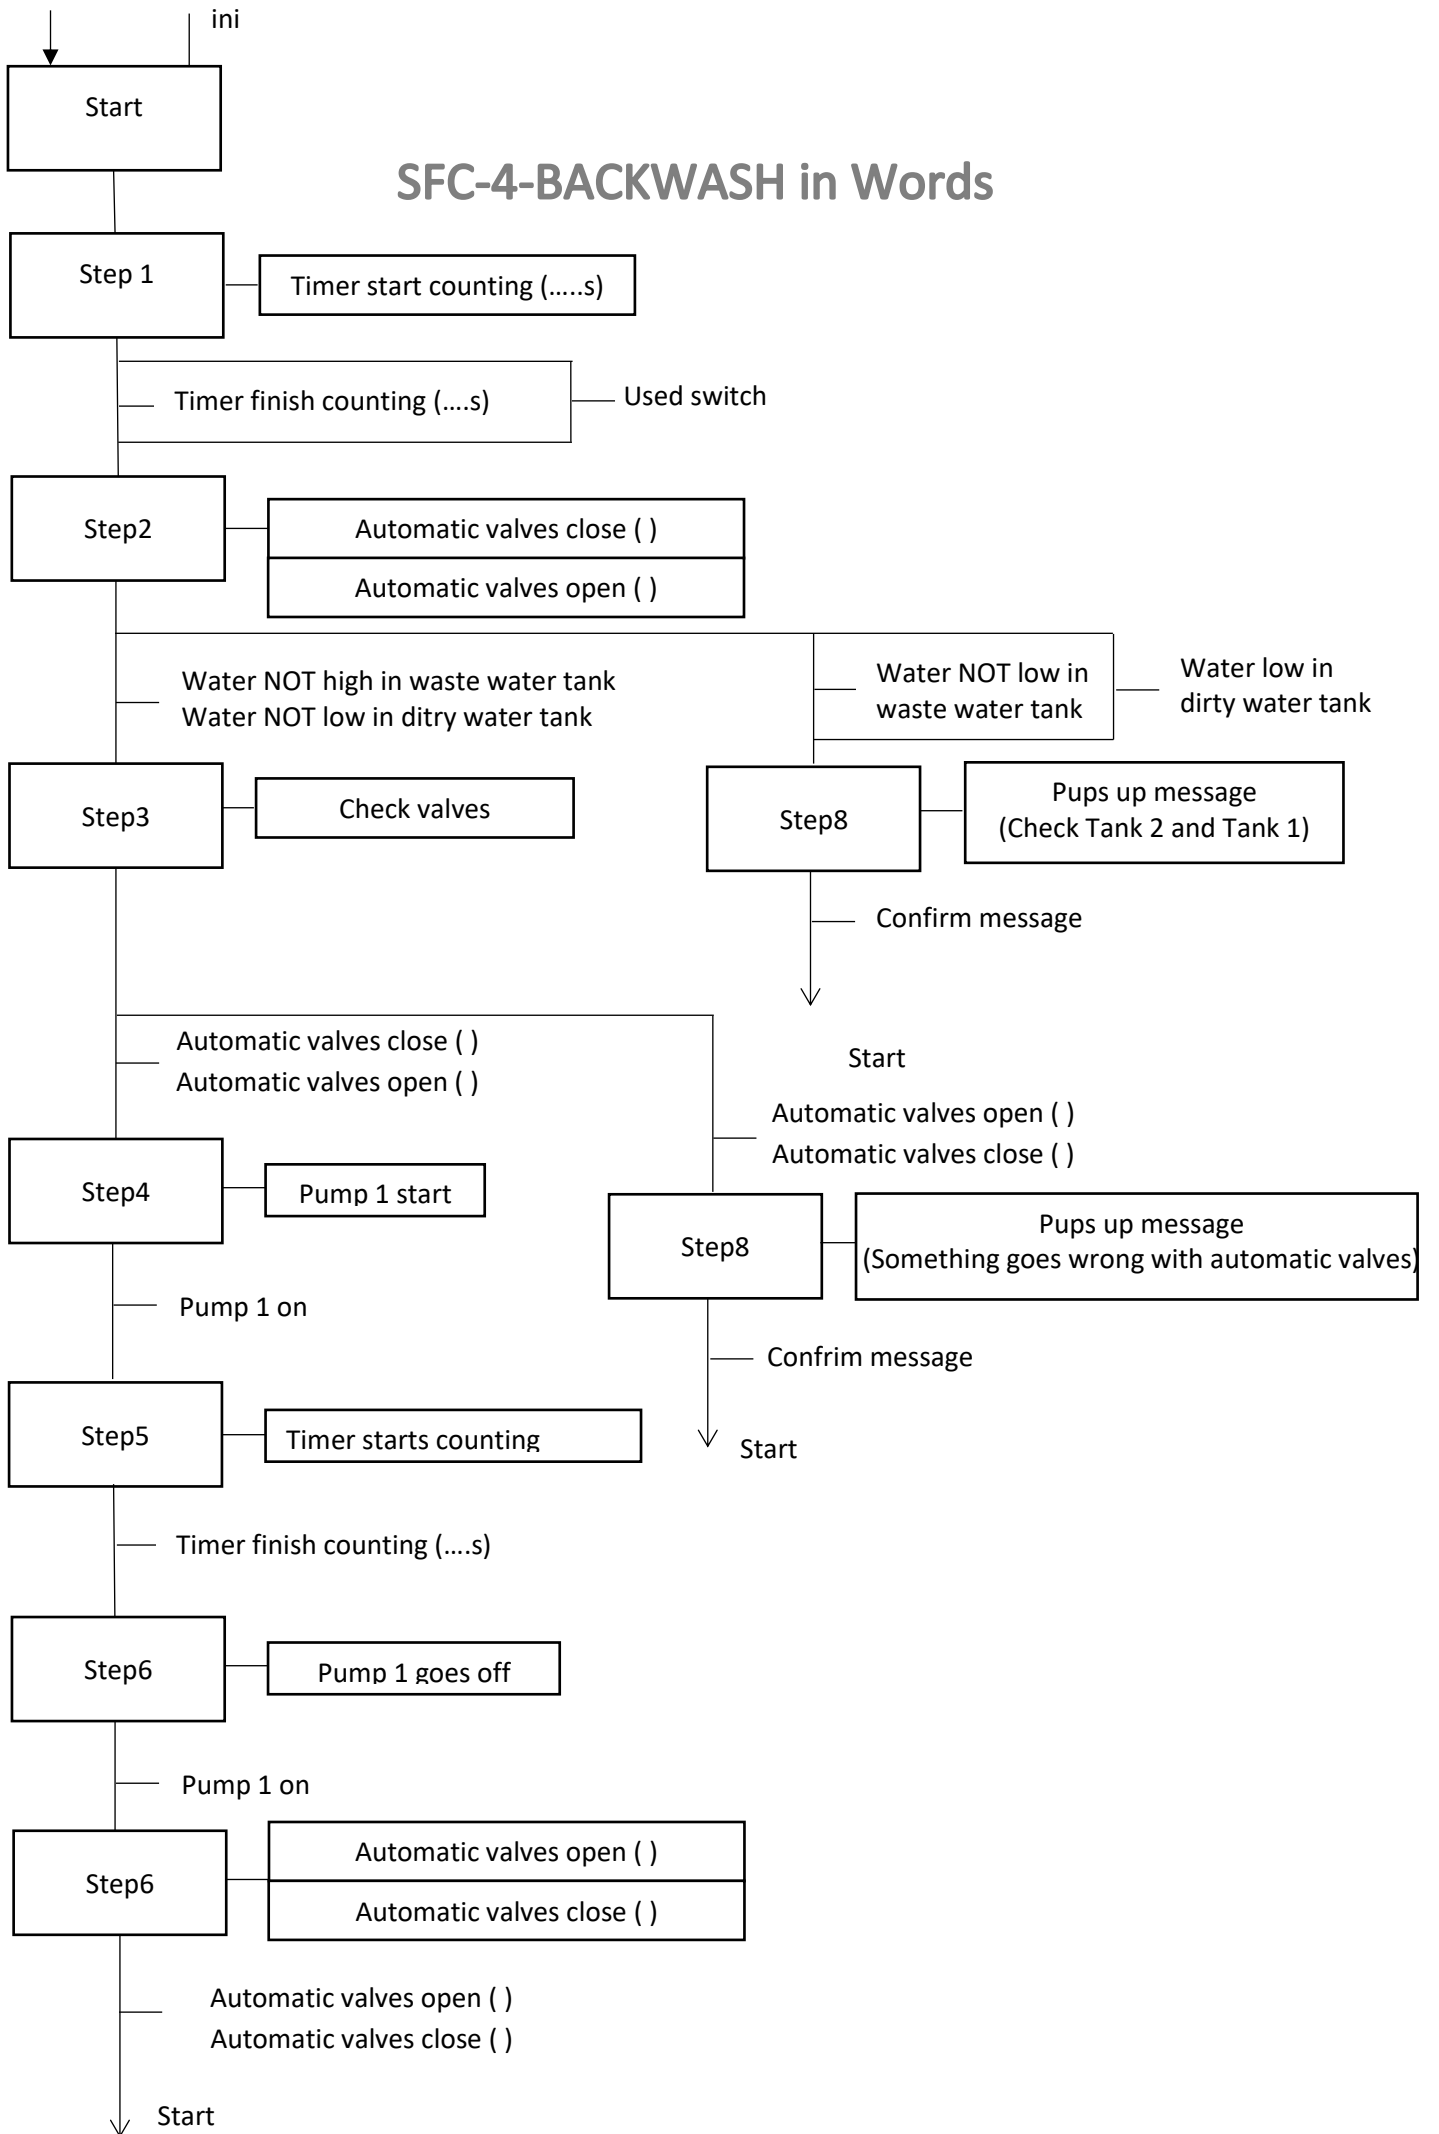 ini
Start
SFC-4-BACKWASH in Words
Step 1
Timer start counting (.....s)
Timer finish counting (....s)
Used switch
Step2
Automatic valves close ( )
Automatic valves open ( )
Water NOT high in waste water tank
Water NOT low in ditry water tank
Water NOT low in
waste water tank
Water low in
dirty water tank
Step3
Check valves
Step8
Pups up message
(Check Tank 2 and Tank 1)
Confirm message
Start
Automatic valves close ( )
Automatic valves open ( )
Automatic valves open ( )
Automatic valves close ( )
Step4
Pump 1 start
Step8
Pups up message
(Something goes wrong with automatic valves)
Pump 1 on
Confrim message
Start
Step5
Timer starts counting
Timer finish counting (....s)
Step6
Pump 1 goes off
Pump 1 on
Step6
Automatic valves open ( )
Automatic valves close ( )
Automatic valves open ( )
Automatic valves close ( )
Start